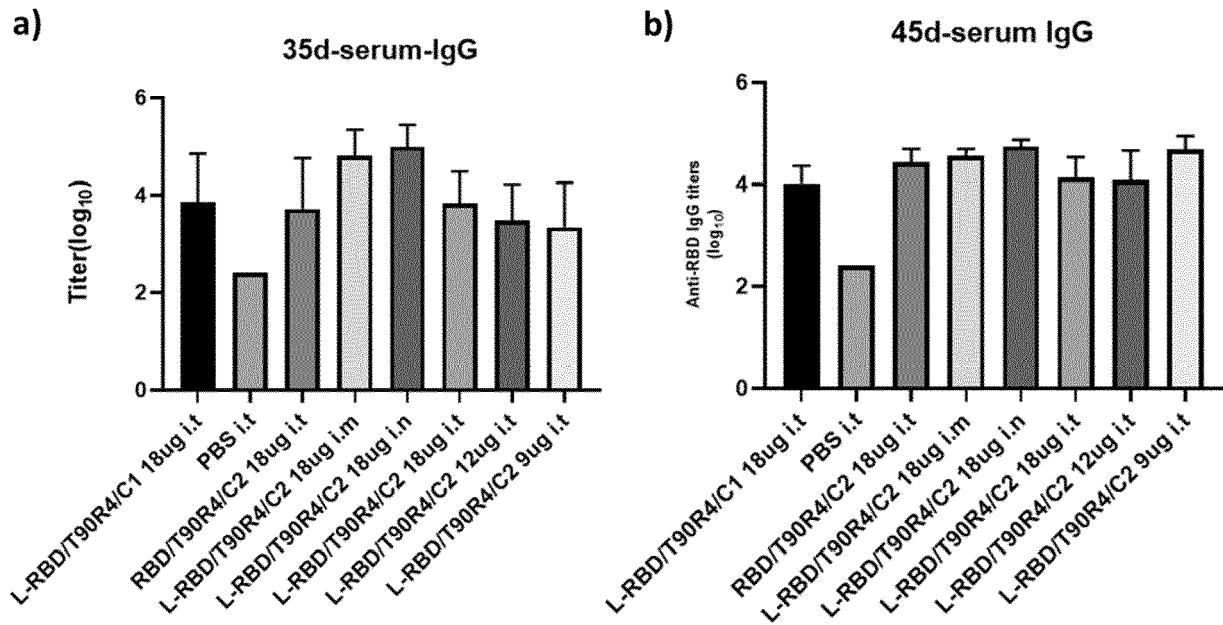 a)
35d-serum-IgG
Titer(log10)
6
4
2
0
L-RBD/T90R4/C1 18ug i.t
PBS i.t
RBD/T90R4/C2 18ug i.t
L-RBD/T90R4/C2 18ug i.m
L-RBD/T90R4/C2 18ug i.n
L-RBD/T90R4/C2 18ug i.t
L-RBD/T90R4/C2 12ug i.t
L-RBD/T90R4/C2 9ug i.t
b)
45d-serum IgG
Anti-RBD IgG titers
(log10)
6
4
2
0
L-RBD/T90R4/C1 18ug i.t
PBS i.t
RBD/T90R4/C2 18ug i.t
L-RBD/T90R4/C2 18ug i.m
L-RBD/T90R4/C2 18ug i.n
L-RBD/T90R4/C2 18ug i.t
L-RBD/T90R4/C2 12ug i.t
L-RBD/T90R4/C2 9ug i.t